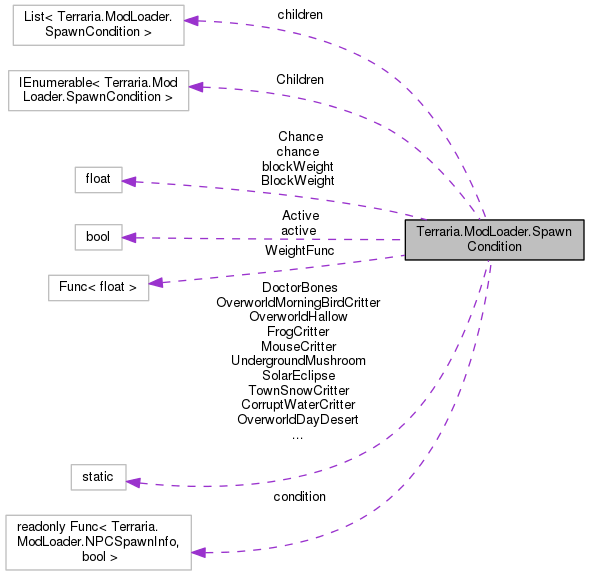 List< Terraria.ModLoader.
SpawnCondition >
children
IEnumerable< Terraria.Mod
Loader.SpawnCondition >
Children
float
Chance
chance
blockWeight
BlockWeight
bool
Active
active
Terraria.ModLoader.Spawn
Condition
Func< float >
WeightFunc
DoctorBones
OverworldMorningBirdCritter
OverworldHallow
FrogCritter
MouseCritter
UndergroundMushroom
SolarEclipse
TownSnowCritter
CorruptWaterCritter
OverworldDayDesert
...
static
condition
readonly Func< Terraria.
ModLoader.NPCSpawnInfo,
bool >